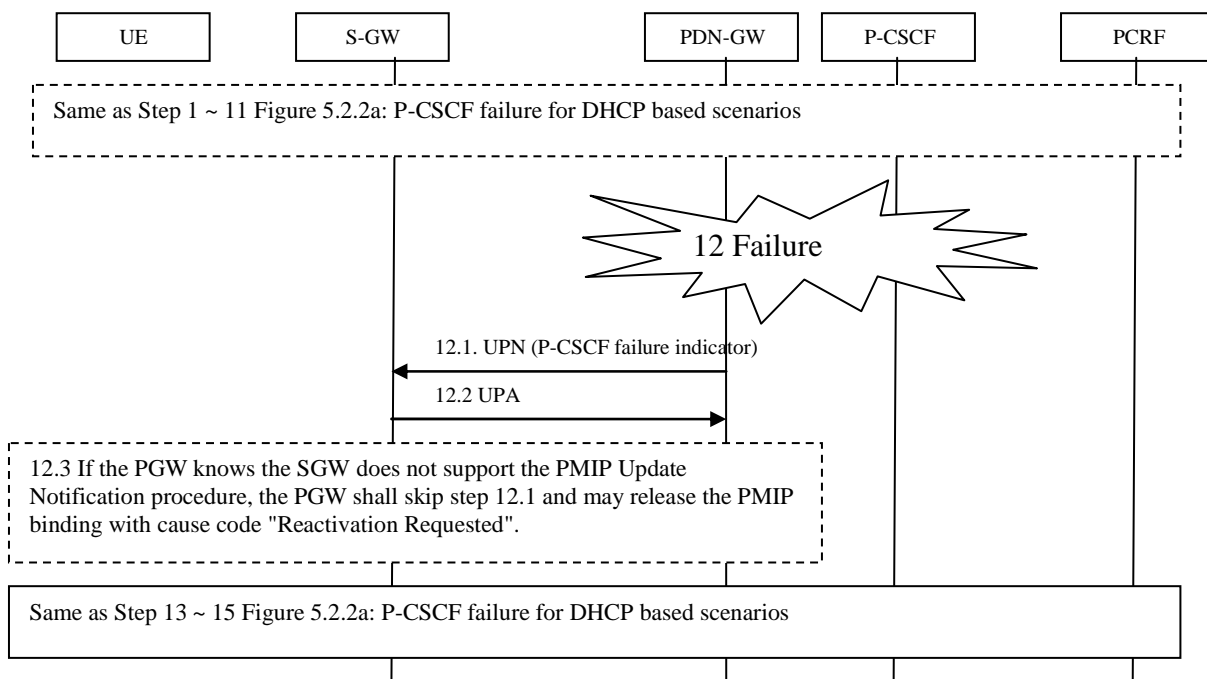 UE
S-GW
PDN-GW
P-CSCF
PCRF
Same as Step 1 ~ 11 Figure 5.2.2a: P-CSCF failure for DHCP based scenarios
12 Failure
12.1. UPN (P-CSCF failure indicator)
12.2 UPA
12.3 If the PGW knows the SGW does not support the PMIP Update
Notification procedure, the PGW shall skip step 12.1 and may release the PMIP
binding with cause code "Reactivation Requested".
Same as Step 13 ~ 15 Figure 5.2.2a: P-CSCF failure for DHCP based scenarios